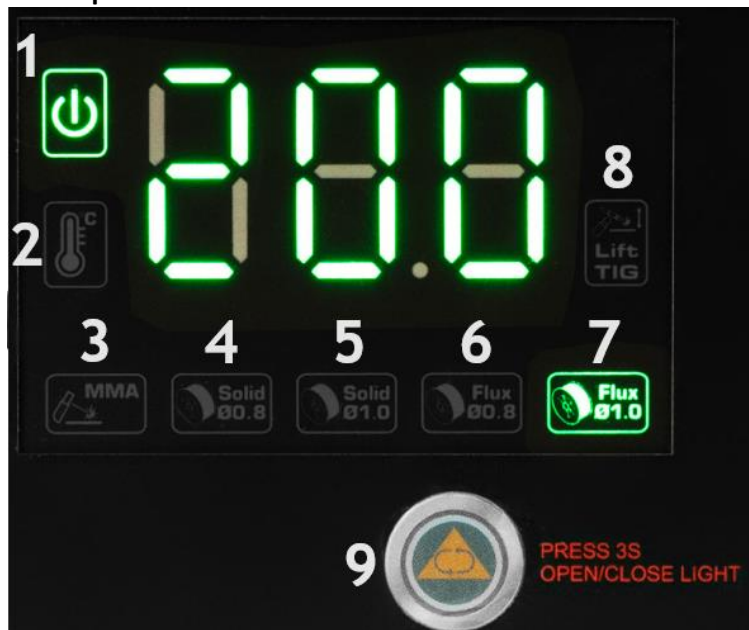 1
200
8
2
C
Lift
TIG
3
4
5
6
7
MMA
Solid
Ø0.8
Solid
Ø1.0
Flux
Ø0.8
Flux
Ø1.0
9
PRESS 3S
OPEN/CLOSE LIGHT